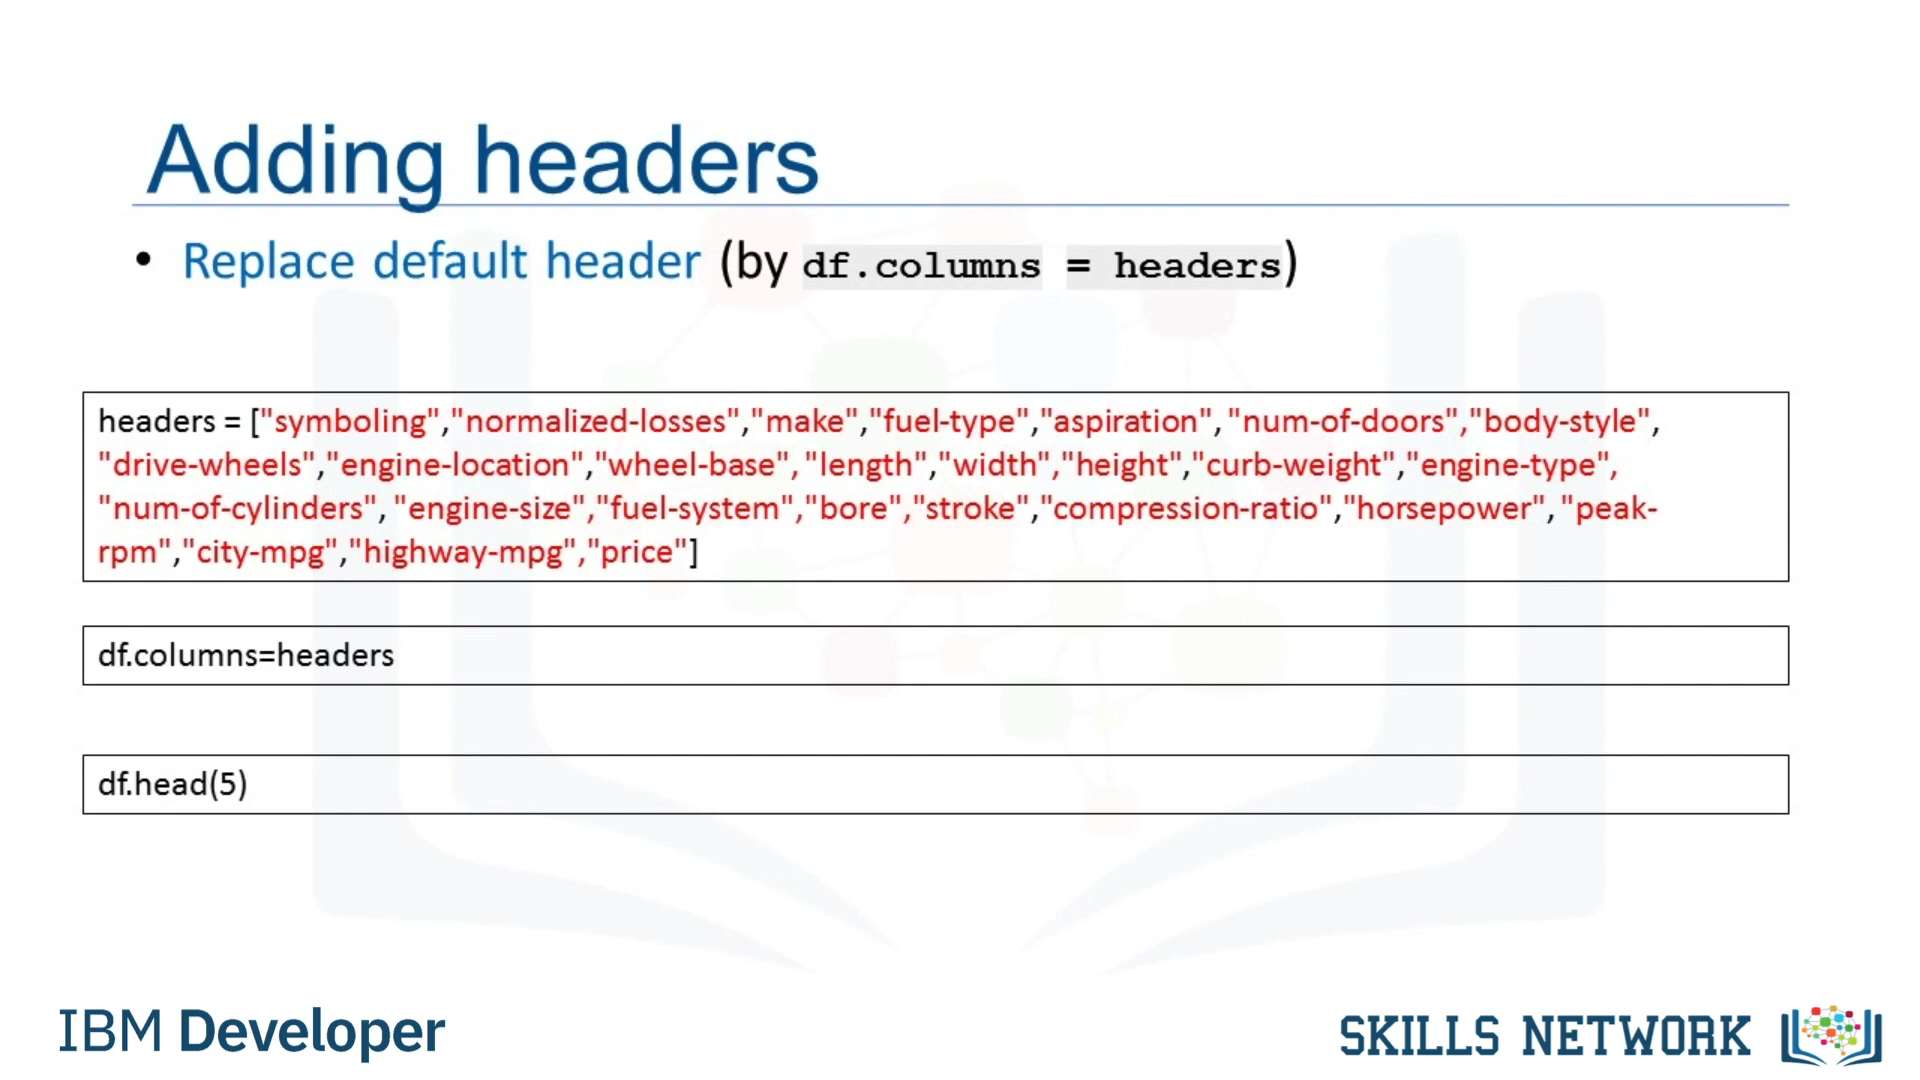 Adding headers
• Replace default header (by df.columns = headers)
headers = ["symboling","normalized-losses","make","fuel-type","aspiration", "num-of-doors","body-style",
"drive-wheels","engine-location","wheel-base", "length","width","height","curb-weight","engine-type",
"num-of-cylinders", "engine-size","fuel-system","bore","stroke","compression-ratio","horsepower", "peak-
rpm","city-mpg","highway-mpg","price"]
df.columns=headers
df.head(5)
IBM Developer
SKILLS NETWORK